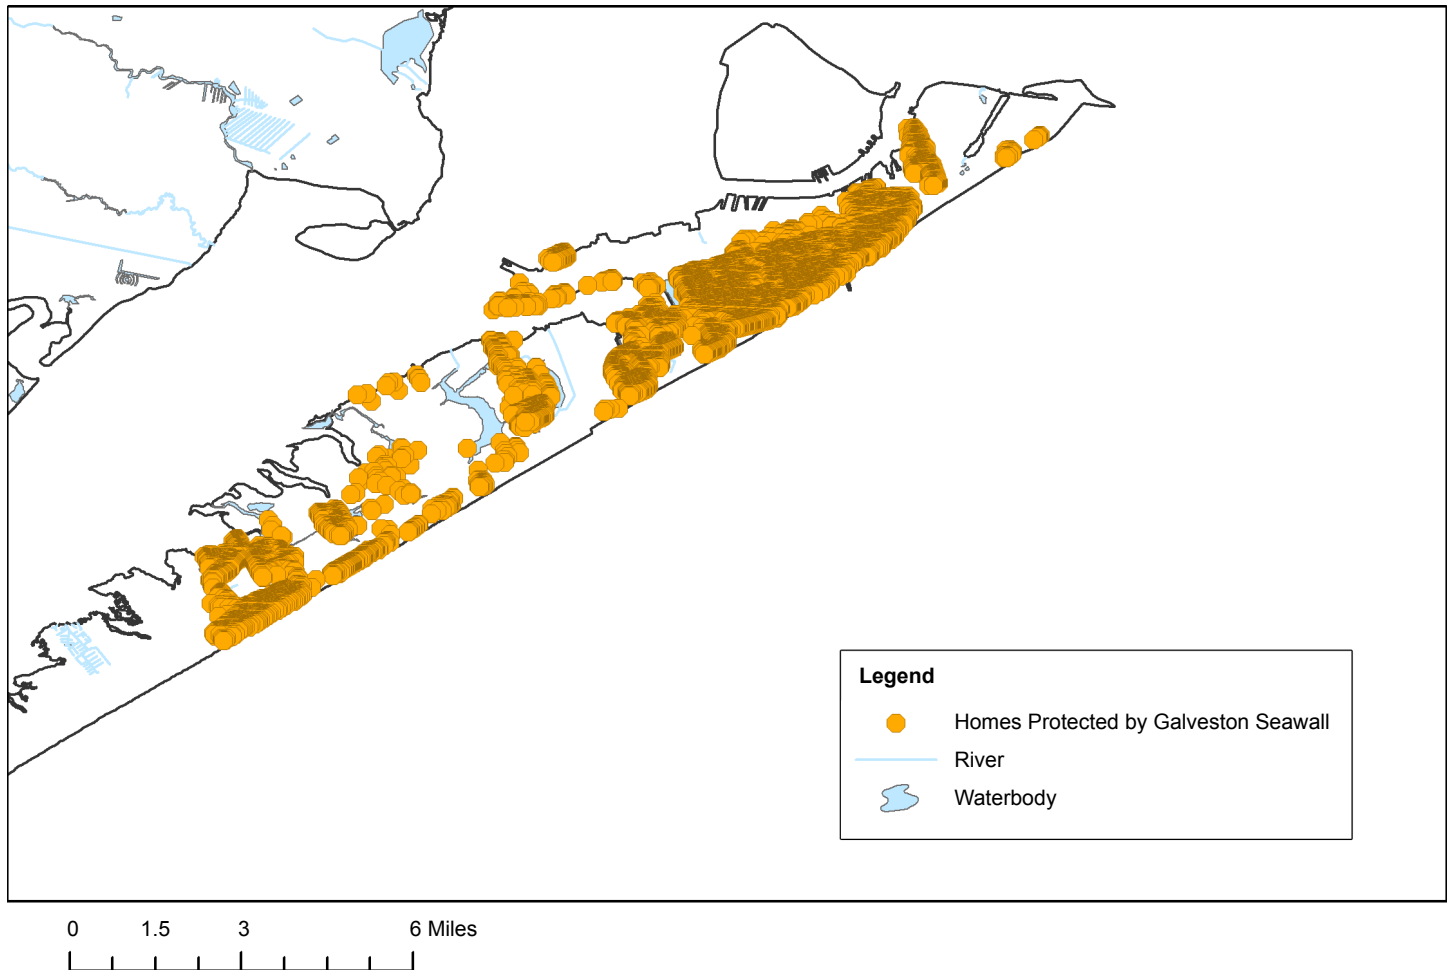 Legend
Homes Protected by Galveston Seawall
River
Waterbody
0 1.5 3 6 Miles